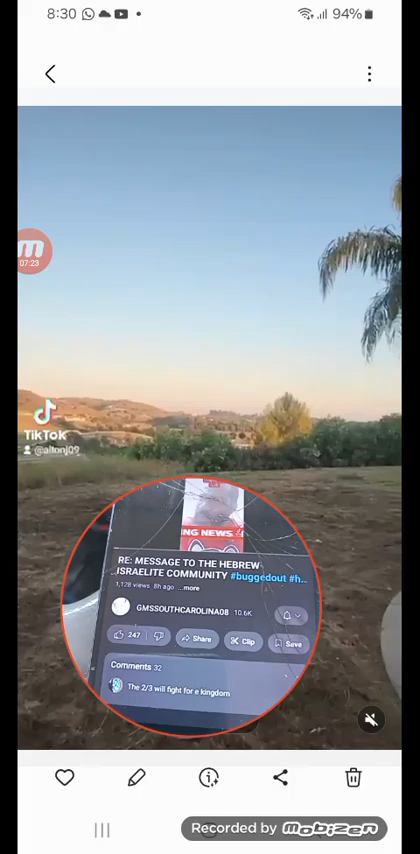 8:30
94%
07:23
TikTok
@altonj09
ING NEWS
RE: MESSAGE TO THE HEBREW
ISRAELITE COMMUNITY #buggedout #h...
1,128 views 8h ago ...more
GMSSOUTHCAROLINA08 10.6K
247
Share
Clip
Save
Comments 32
The 2/3 will fight for e kingdom
Recorded by mobizen